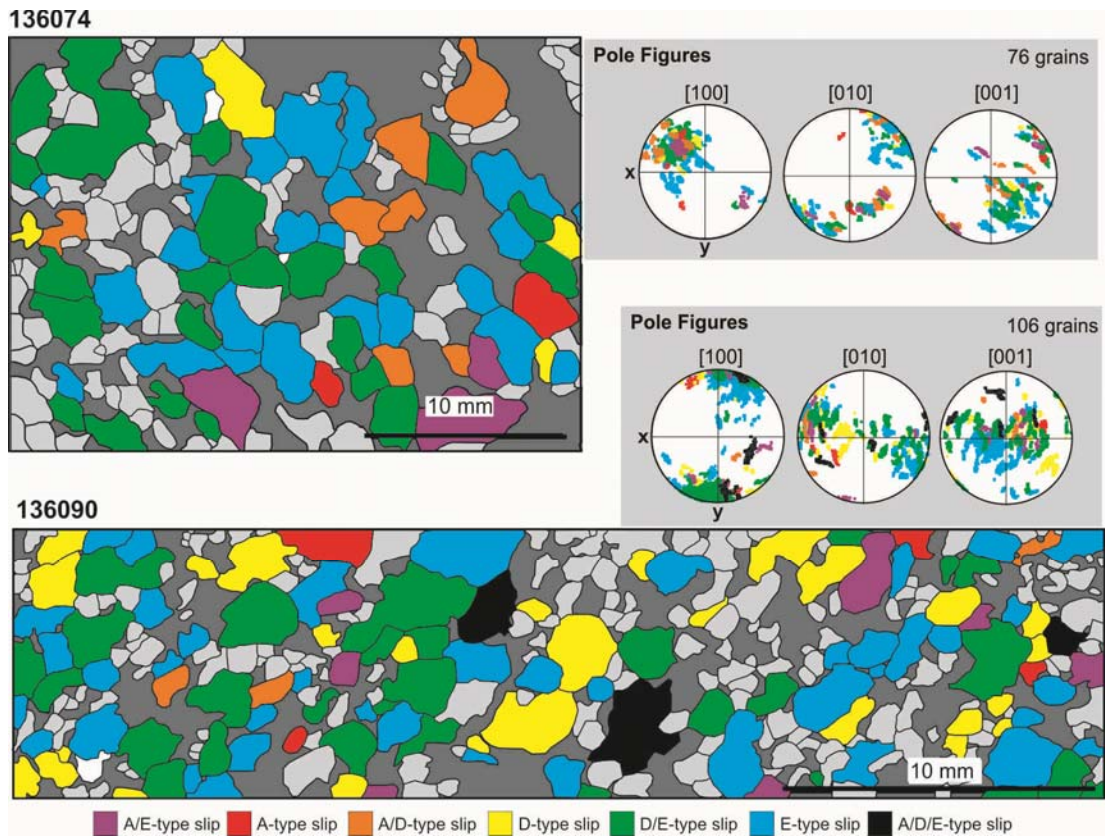 136074
Pole Figures
76 grains
[100]
[010]
[001]
x
y
10 mm
Pole Figures
106 grains
[100]
[010]
[001]
x
y
136090
10 mm
A/E-type slip
A-type slip
A/D-type slip
D-type slip
D/E-type slip
E-type slip
A/D/E-type slip